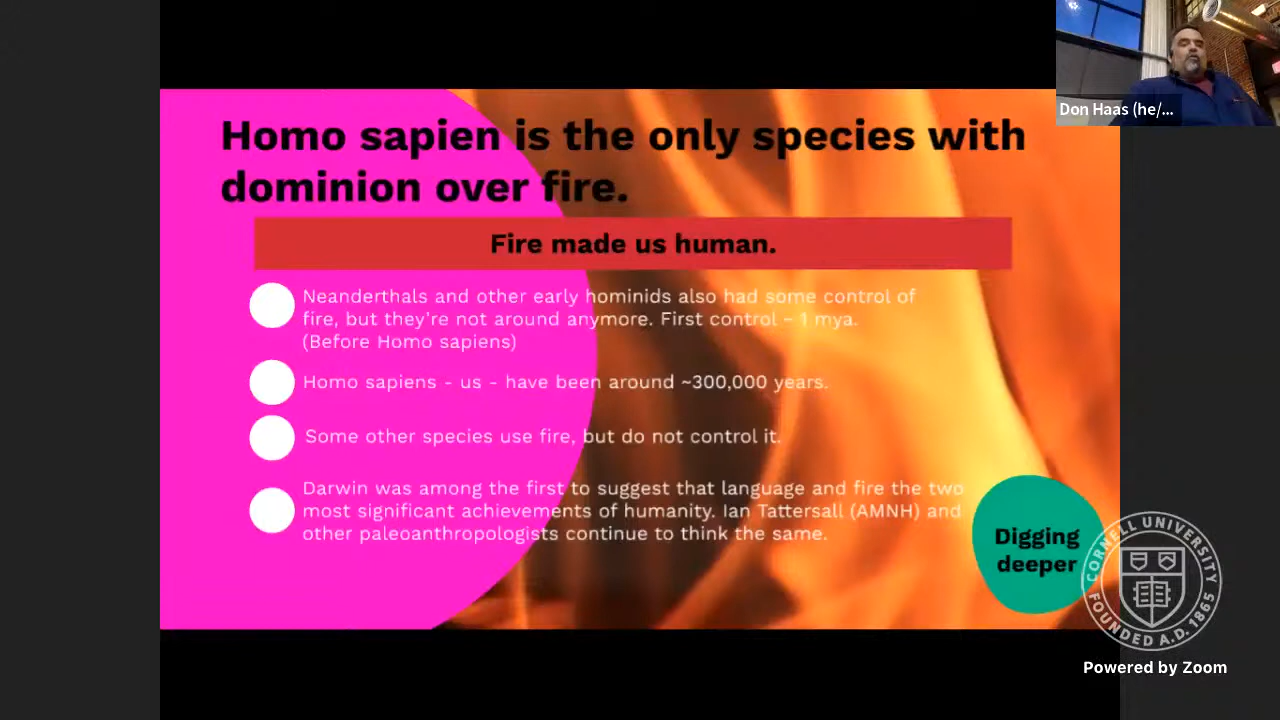 Don Haas (he/...
Homo sapien is the only species with
dominion over fire.
Fire made us human.
Neanderthals and other early hominids also had some control of
fire, but they're not around anymore. First control ~ 1 mya.
(Before Homo sapiens)
Homo sapiens - us - have been around ~300,000 years.
Some other species use fire, but do not control it.
Darwin was among the first to suggest that language and fire the two
most significant achievements of humanity. Ian Tattersall (AMNH) and
other paleoanthropologists continue to think the same.
Digging
deeper
CORNELL UNIVERSITY
FOUNDED A.D. 1865
Powered by Zoom